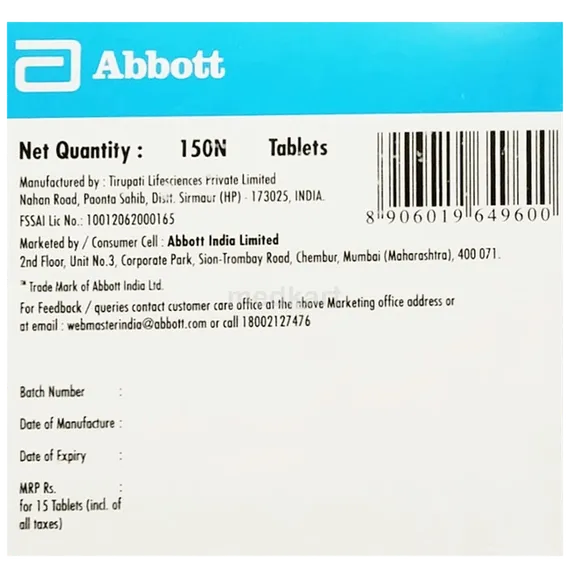 Abbott
Net Quantity : 150N Tablets
Manufactured by : Tirupati Lifesciences Private Limited
Nahan Road, Paonta Sahib, Distt. Sirmaur (HP) - 173025, INDIA.
FSSAI Lic No.: 10012062000165
8 906019 649600
Marketed by / Consumer Cell : Abbott India Limited
2nd Floor, Unit No.3, Corporate Park, Sion-Trombay Road, Chembur, Mumbai (Maharashtra), 400 071.
™ Trade Mark of Abbott India Ltd.
medkart
For Feedback / queries contact customer care office at the above Marketing office address or
at email : webmasterindia@abbott.com or call 18002127476
Batch Number :
Date of Manufacture :
Date of Expiry :
MRP Rs. :
for 15 Tablets (incl. of
all taxes)